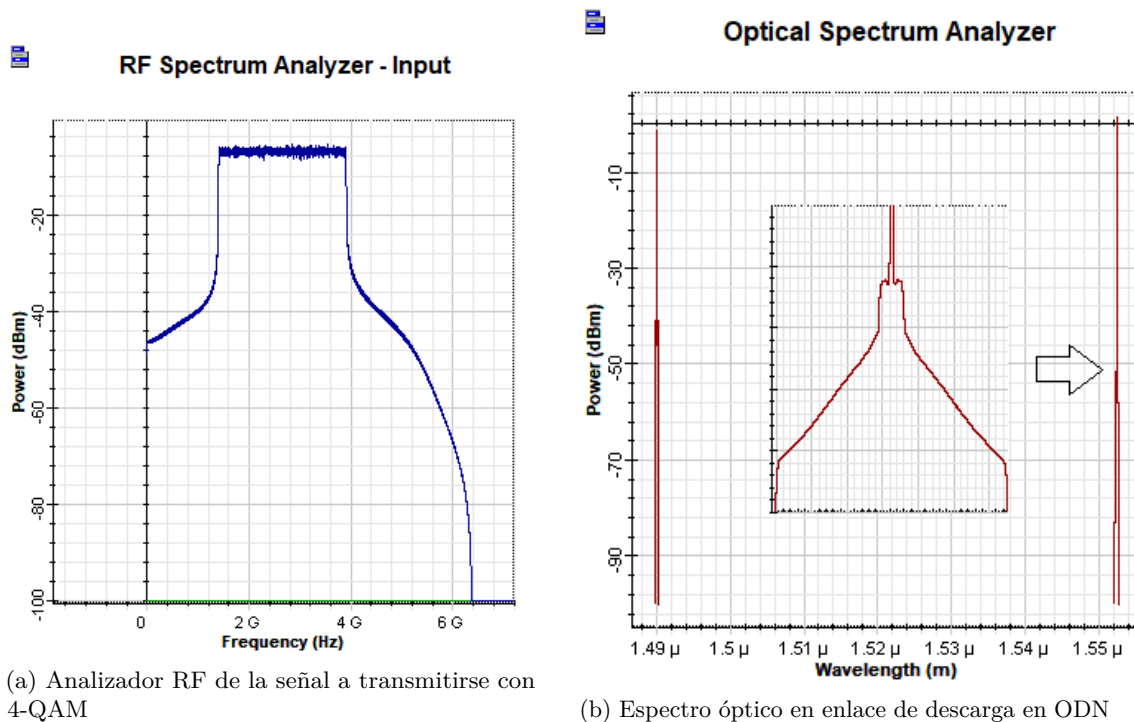 RF Spectrum Analyzer - Input
Power (dBm)
-20
-40
-60
-80
-100
0
2 G
4 G
6 G
Frequency (Hz)
(a) Analizador RF de la señal a transmitirse con
4-QAM
Optical Spectrum Analyzer
Power (dBm)
-10
-30
-50
-70
-90
1.49 µ
1.5 µ
1.51 µ
1.52 µ
1.53 µ
1.54 µ
1.55 µ
Wavelength (m)
(b) Espectro óptico en enlace de descarga en ODN